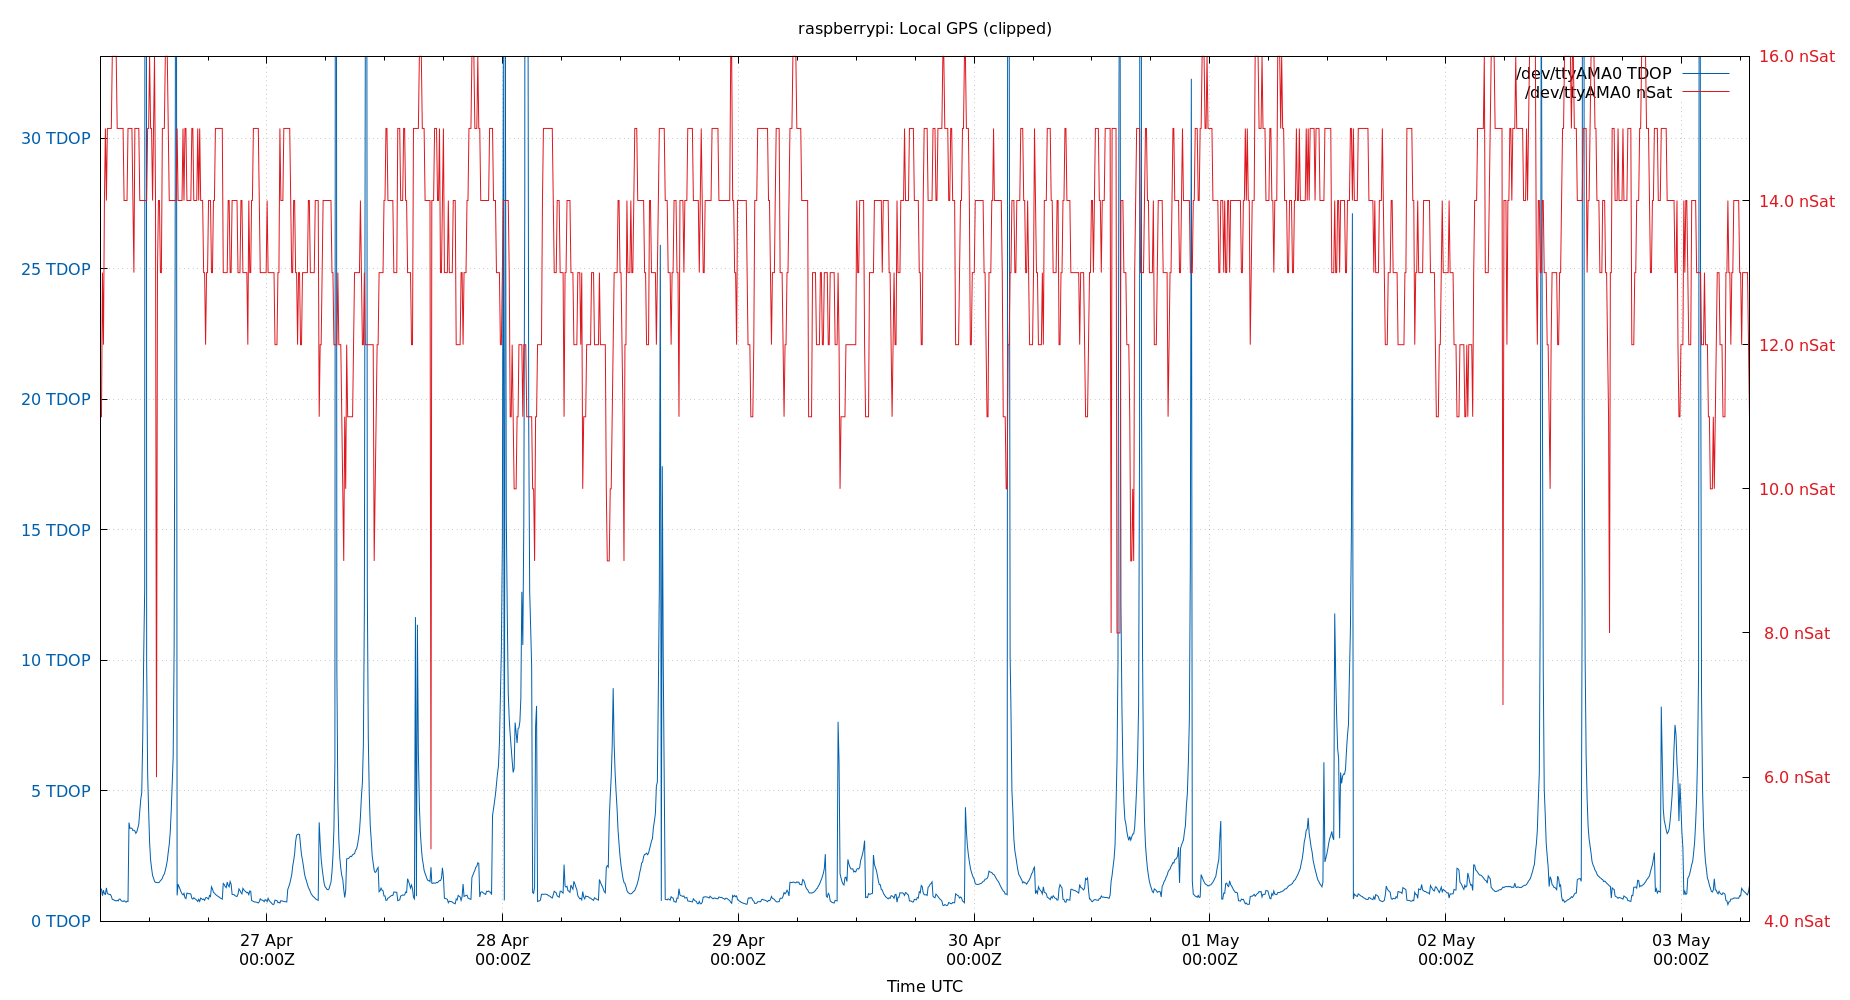 raspberrypi: Local GPS (clipped)
/dev/ttyAMA0 TDOP
/dev/ttyAMA0 nSat
30 TDOP
25 TDOP
20 TDOP
15 TDOP
10 TDOP
5 TDOP
0 TDOP
16.0 nSat
14.0 nSat
12.0 nSat
10.0 nSat
8.0 nSat
6.0 nSat
4.0 nSat
27 Apr
00:00Z
28 Apr
00:00Z
29 Apr
00:00Z
30 Apr
00:00Z
01 May
00:00Z
02 May
00:00Z
03 May
00:00Z
Time UTC